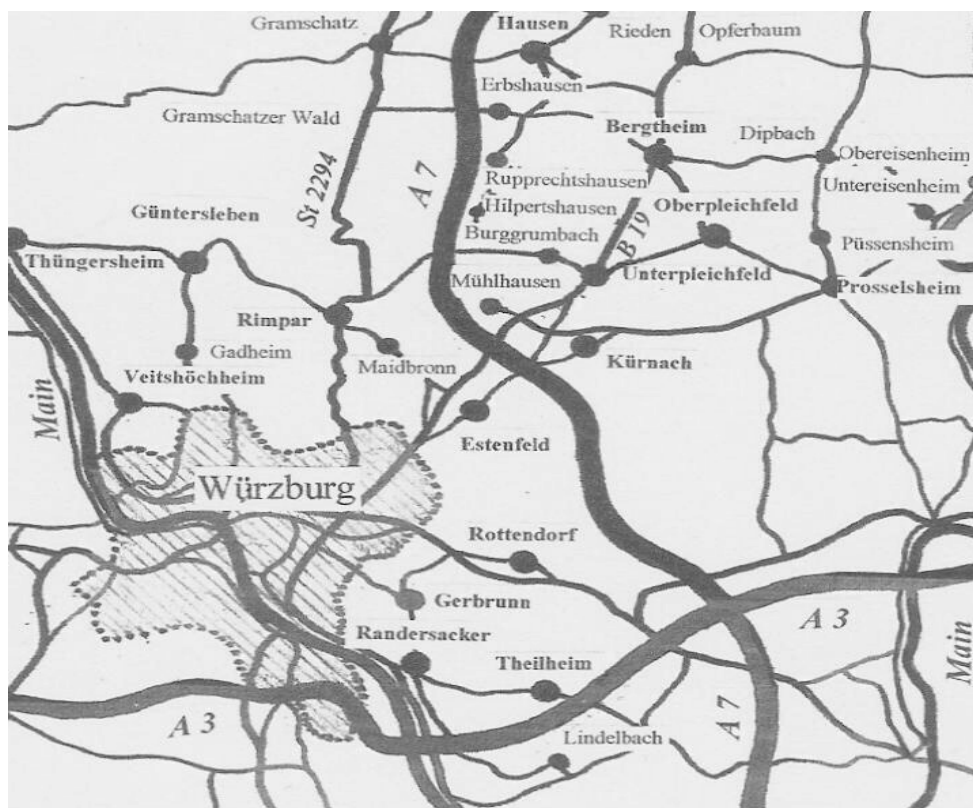 Gramschatz
Hausen
Rieden
Opferbaum
Erbshausen
Gramschatzer Wald
Bergtheim
Dipbach
Obereisenheim
St 2294
A 7
Rupprechtshausen
Untereisenheim
Güntersleben
Hilpertshausen
Oberpleichfeld
B 19
Burggrumbach
Püssensheim
Thüngersheim
Mühlhausen
Unterpleichfeld
Prosselsheim
Rimpar
Gadheim
Maidbronn
Kürnach
Veitshöchheim
Main
Estenfeld
Würzburg
Rottendorf
Gerbrunn
Randersacker
A 3
Main
Theilheim
A 3
A 7
Lindelbach